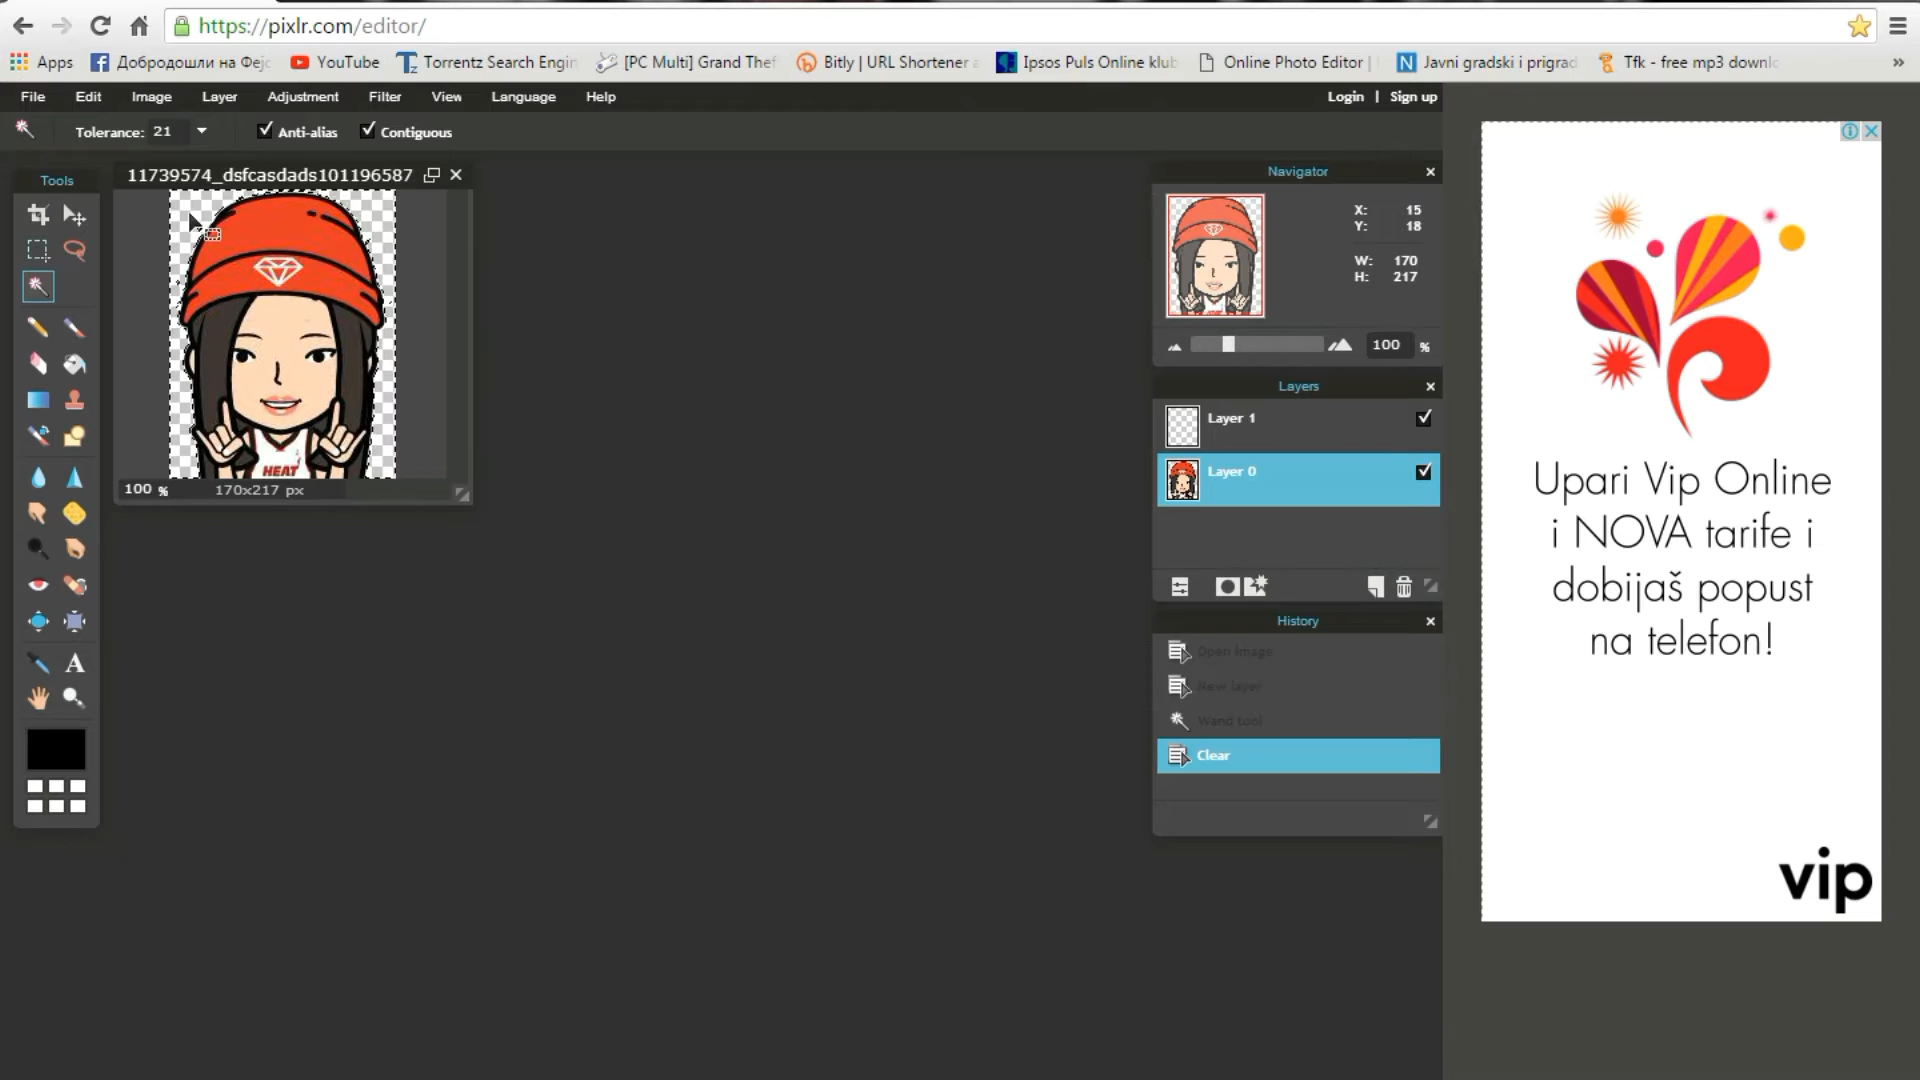 https://pixlr.com/editor/
Apps Добродошли на Феј YouTube Torrentz Search Engin [PC Multi] Grand Thef Bitly | URL Shortener a Ipsos Puls Online klub Online Photo Editor | Javni gradski i prigrad Tfk - free mp3 downlo »
File Edit Image Layer Adjustment Filter View Language Help Login | Sign up
Tolerance: 21 Anti-alias Contiguous
Tools
11739574_dsfcasdads101196587
HEAT
100 % 170x217 px
A
Navigator
X: 15
Y: 18
W: 170
H: 217
100 %
Layers
Layer 1
Layer 0
History
Open image
New layer
Wand tool
Clear
Upari Vip Online
i NOVA tarife i
dobijaš popust
na telefon!
vip